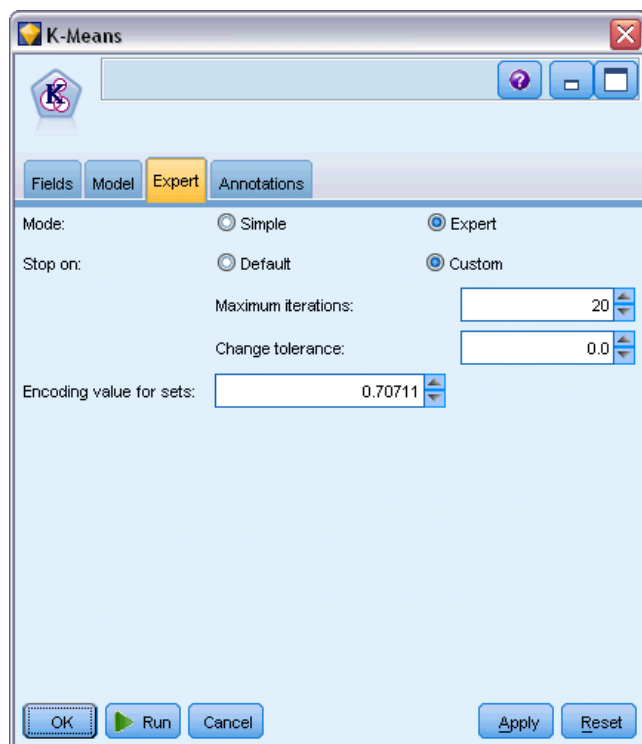 K-Means
K
Fields Model Expert Annotations
Mode: Simple Expert
Stop on: Default Custom
Maximum iterations: 20
Change tolerance: 0.0
Encoding value for sets: 0.70711
OK Run Cancel Apply Reset